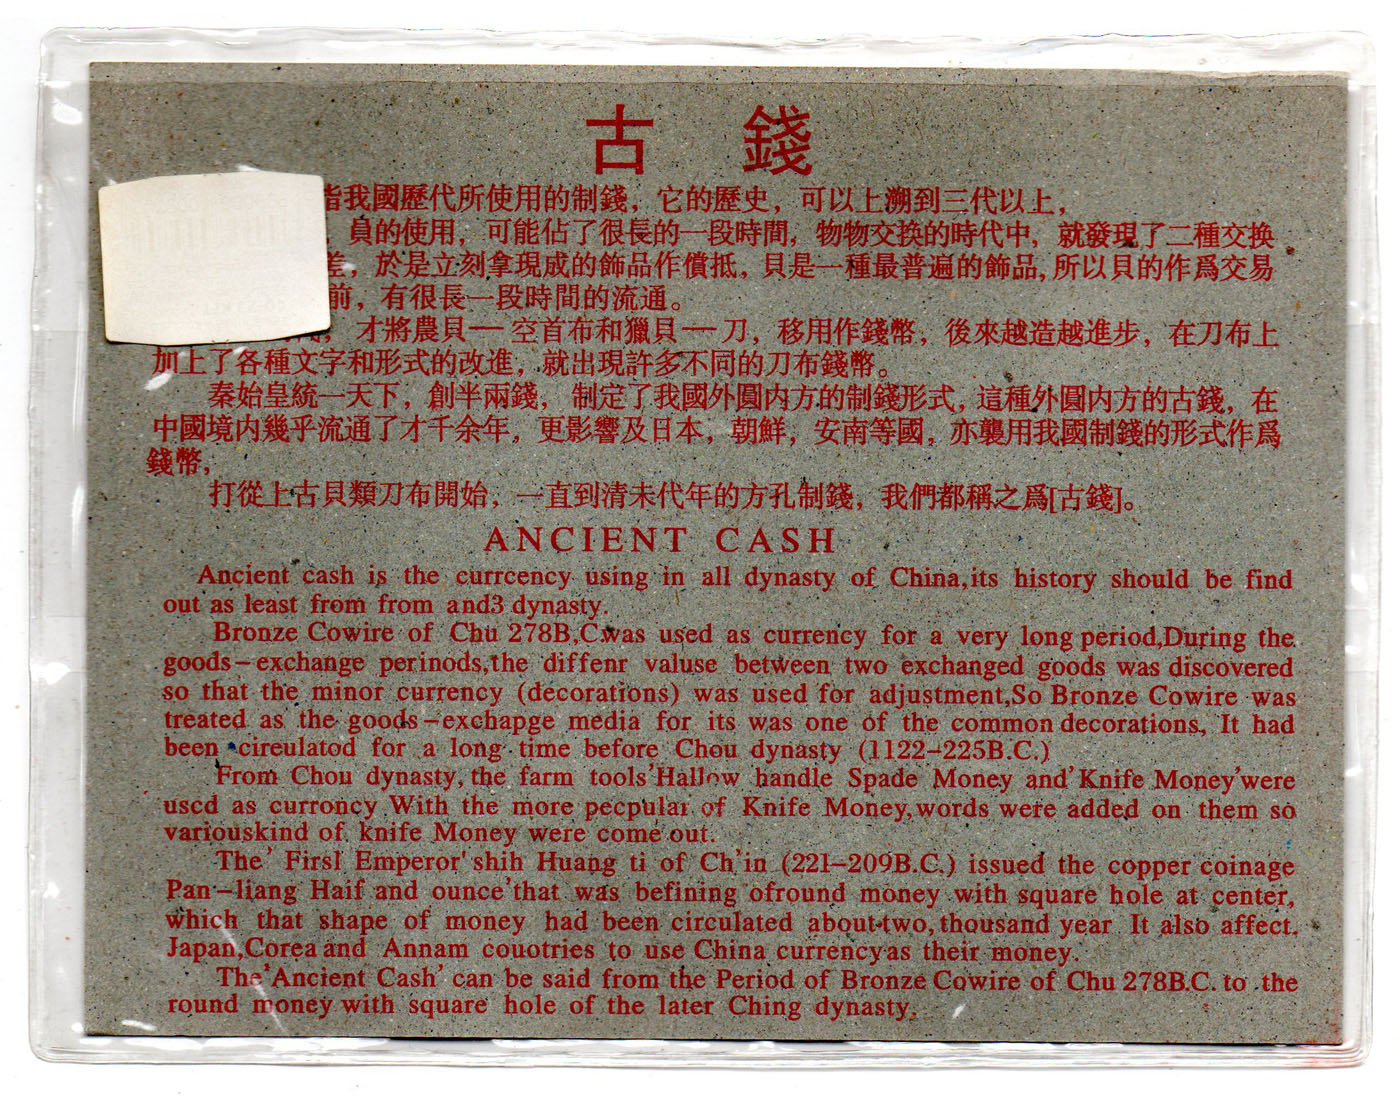 古 錢
我國歷代所使用的制錢，它的歷史，可以上溯到三代以上，
員的使用，可能佔了很長的一段時間，物物交换的時代中，就發現了二種交换
差，於是立刻拿現成的飾品作償抵，貝是一種最普遍的飾品，所以貝的作爲交易
前，有很長一段時間的流通。
才將農貝一空首布和獵貝一刀，移用作錢幣，後來越造越進步，在刀布上
加上了各種文字和形式的改進，就出現許多不同的刀布錢幣。
秦始皇統一天下，創半兩錢，制定了我國外圓内方的制錢形式，這種外圓内方的古錢，在
中國境内幾乎流通了才千余年，更影響及日本，朝鮮，安南等國，亦襲用我國制錢的形式作爲
錢幣，
打從上古貝類刀布開始，一直到清末代年的方孔制錢，我們都稱之爲[古錢]。
ANCIENT CASH
Ancient cash is the currcency using in all dynasty of China,its history should be find
out as least from from and3 dynasty.
Bronze Cowire of Chu 278B,C.was used as currency for a very long period,During the
goods-exchange perinods,the diffenr valuse between two exchanged goods was discovered
so that the minor currency (decorations) was used for adjustment,So Bronze Cowire was
treated as the goods-exchapge media for its was one of the common decorations, It had
been cireulatod for a long time before Chou dynasty (1122-225B.C.)
From Chou dynasty, the farm tools'Hallow handle Spade Money and'Knife Money'were
uscd as curroncy With the more pecpular of Knife Money,words were added on them so
variouskind of knife Money were come out.
The' Firsl Emperor'shih Huang ti of Ch'in (221-209B.C.) issued the copper coinage
Pan-liang Haif and ounce'that was befining ofround money with square hole at center,
which that shape of money had been circulated about two, thousand year It also affect.
Japan,Corea and Annam couotries to use China currency as their money.
The'Ancient Cash' can be said from the Period of Bronze Cowire of Chu 278B.C. to the
round money with square hole of the later Ching dynasty.